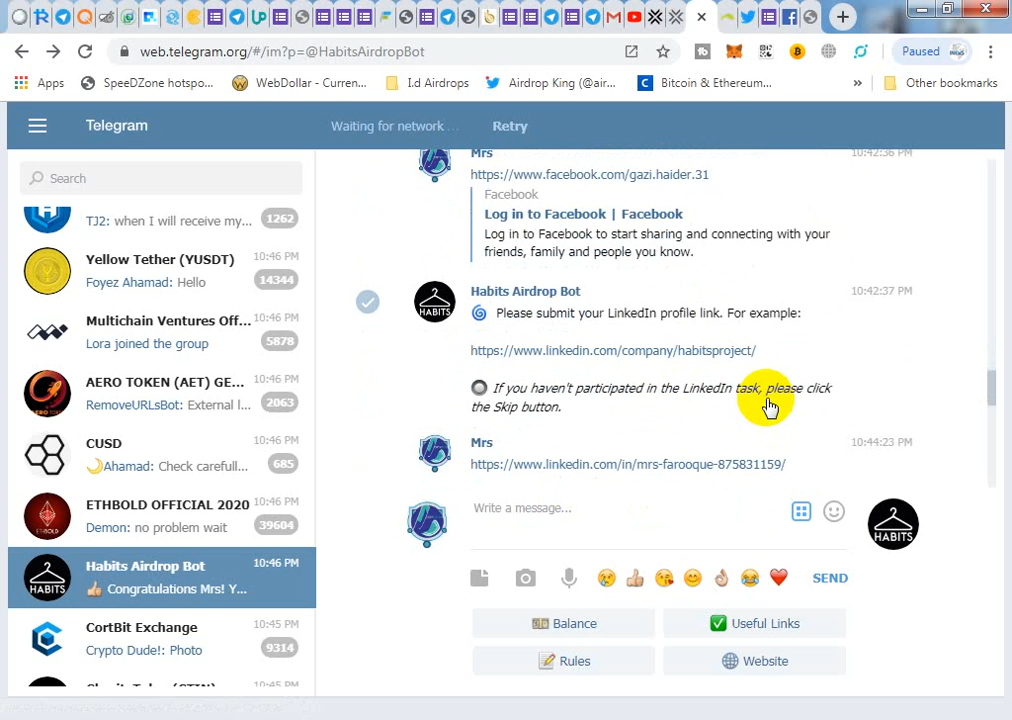 web.telegram.org/#/im?p=@HabitsAirdropBot
Paused
Apps
SpeeDZone hotspo...
WebDollar - Curren...
I.d Airdrops
Airdrop King (@air...
Bitcoin & Ethereum...
»
Other bookmarks
Telegram
Waiting for network ...
Retry
Search
TJ2: when I will receive my...
1262
Yellow Tether (YUSDT)
10:46 PM
Foyez Ahamad: Hello
14344
Multichain Ventures Off...
10:46 PM
Lora joined the group
5878
AERO TOKEN (AET) GE...
10:46 PM
RemoveURLsBot: External l...
2063
CUSD
10:46 PM
🌙Ahamad: Check carefull...
685
ETHBOLD OFFICIAL 2020
10:46 PM
Demon: no problem wait
39604
Habits Airdrop Bot
10:46 PM
👍 Congratulations Mrs! Y...
CortBit Exchange
10:45 PM
Crypto Dude!: Photo
9314
10:45 PM
Mrs
10:42:36 PM
https://www.facebook.com/gazi.haider.31
Facebook
Log in to Facebook | Facebook
Log in to Facebook to start sharing and connecting with your
friends, family and people you know.
HABITS
Habits Airdrop Bot
10:42:37 PM
🌀 Please submit your LinkedIn profile link. For example:
https://www.linkedin.com/company/habitsproject/
🔘 If you haven't participated in the LinkedIn task, please click
the Skip button.
Mrs
10:44:23 PM
https://www.linkedin.com/in/mrs-farooque-875831159/
Write a message...
HABITS
SEND
💵 Balance
✅ Useful Links
📝 Rules
🌐 Website